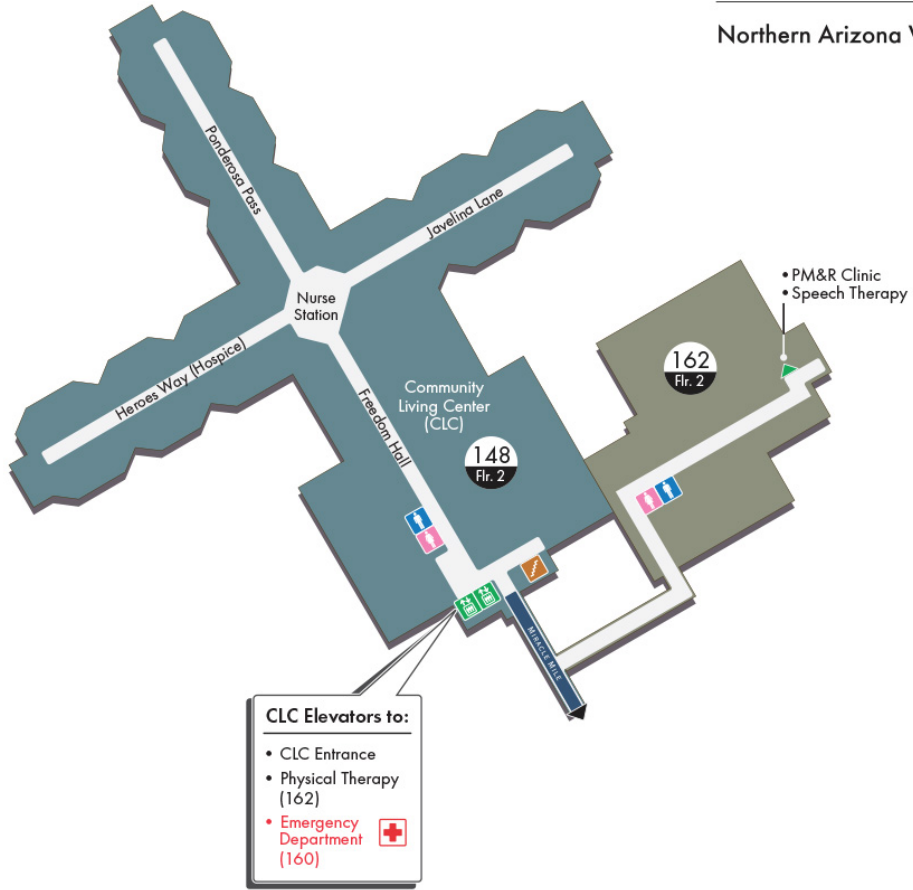 Northern Arizona V
Ponderosa Pass
Javelina Lane
Nurse
Station
Heroes Way (Hospice)
Freedom Hall
Community
Living Center
(CLC)
148
Flr. 2
• PM&R Clinic
• Speech Therapy
162
Flr. 2
MIRACLE MILE
CLC Elevators to:
• CLC Entrance
• Physical Therapy
(162)
• Emergency
Department
(160)